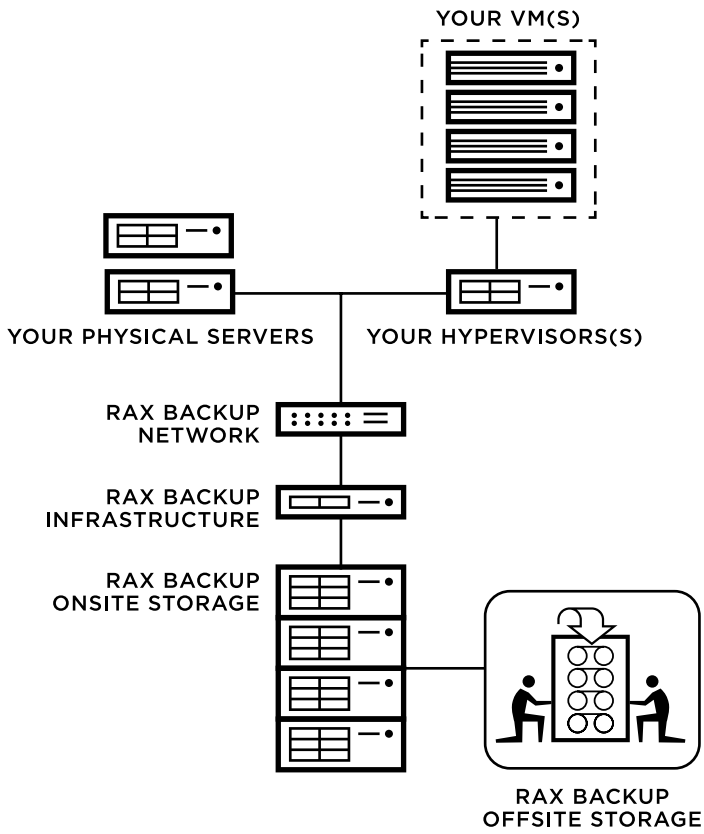 YOUR VM(S)
YOUR PHYSICAL SERVERS
YOUR HYPERVISORS(S)
RAX BACKUP
NETWORK
RAX BACKUP
INFRASTRUCTURE
RAX BACKUP
ONSITE STORAGE
RAX BACKUP
OFFSITE STORAGE